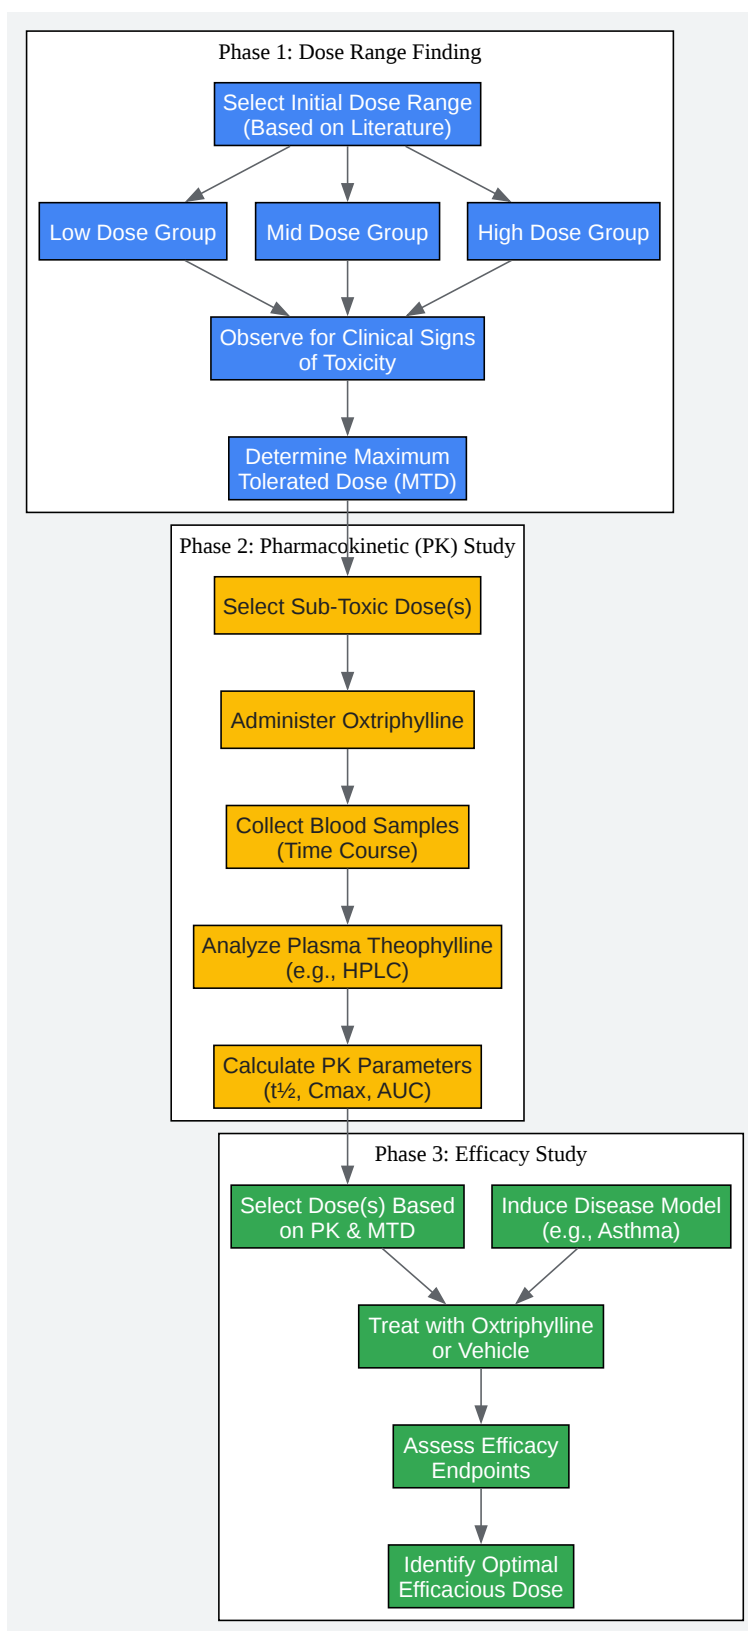 Phase 1: Dose Range Finding
Select Initial Dose Range
(Based on Literature)
Low Dose Group
Mid Dose Group
High Dose Group
Observe for Clinical Signs
of Toxicity
Determine Maximum
Tolerated Dose (MTD)
Phase 2: Pharmacokinetic (PK) Study
Select Sub-Toxic Dose(s)
Administer Oxtriphylline
Collect Blood Samples
(Time Course)
Analyze Plasma Theophylline
(e.g., HPLC)
Calculate PK Parameters
(t½, Cmax, AUC)
Phase 3: Efficacy Study
Select Dose(s) Based
on PK & MTD
Induce Disease Model
(e.g., Asthma)
Treat with Oxtriphylline
or Vehicle
Assess Efficacy
Endpoints
Identify Optimal
Efficacious Dose